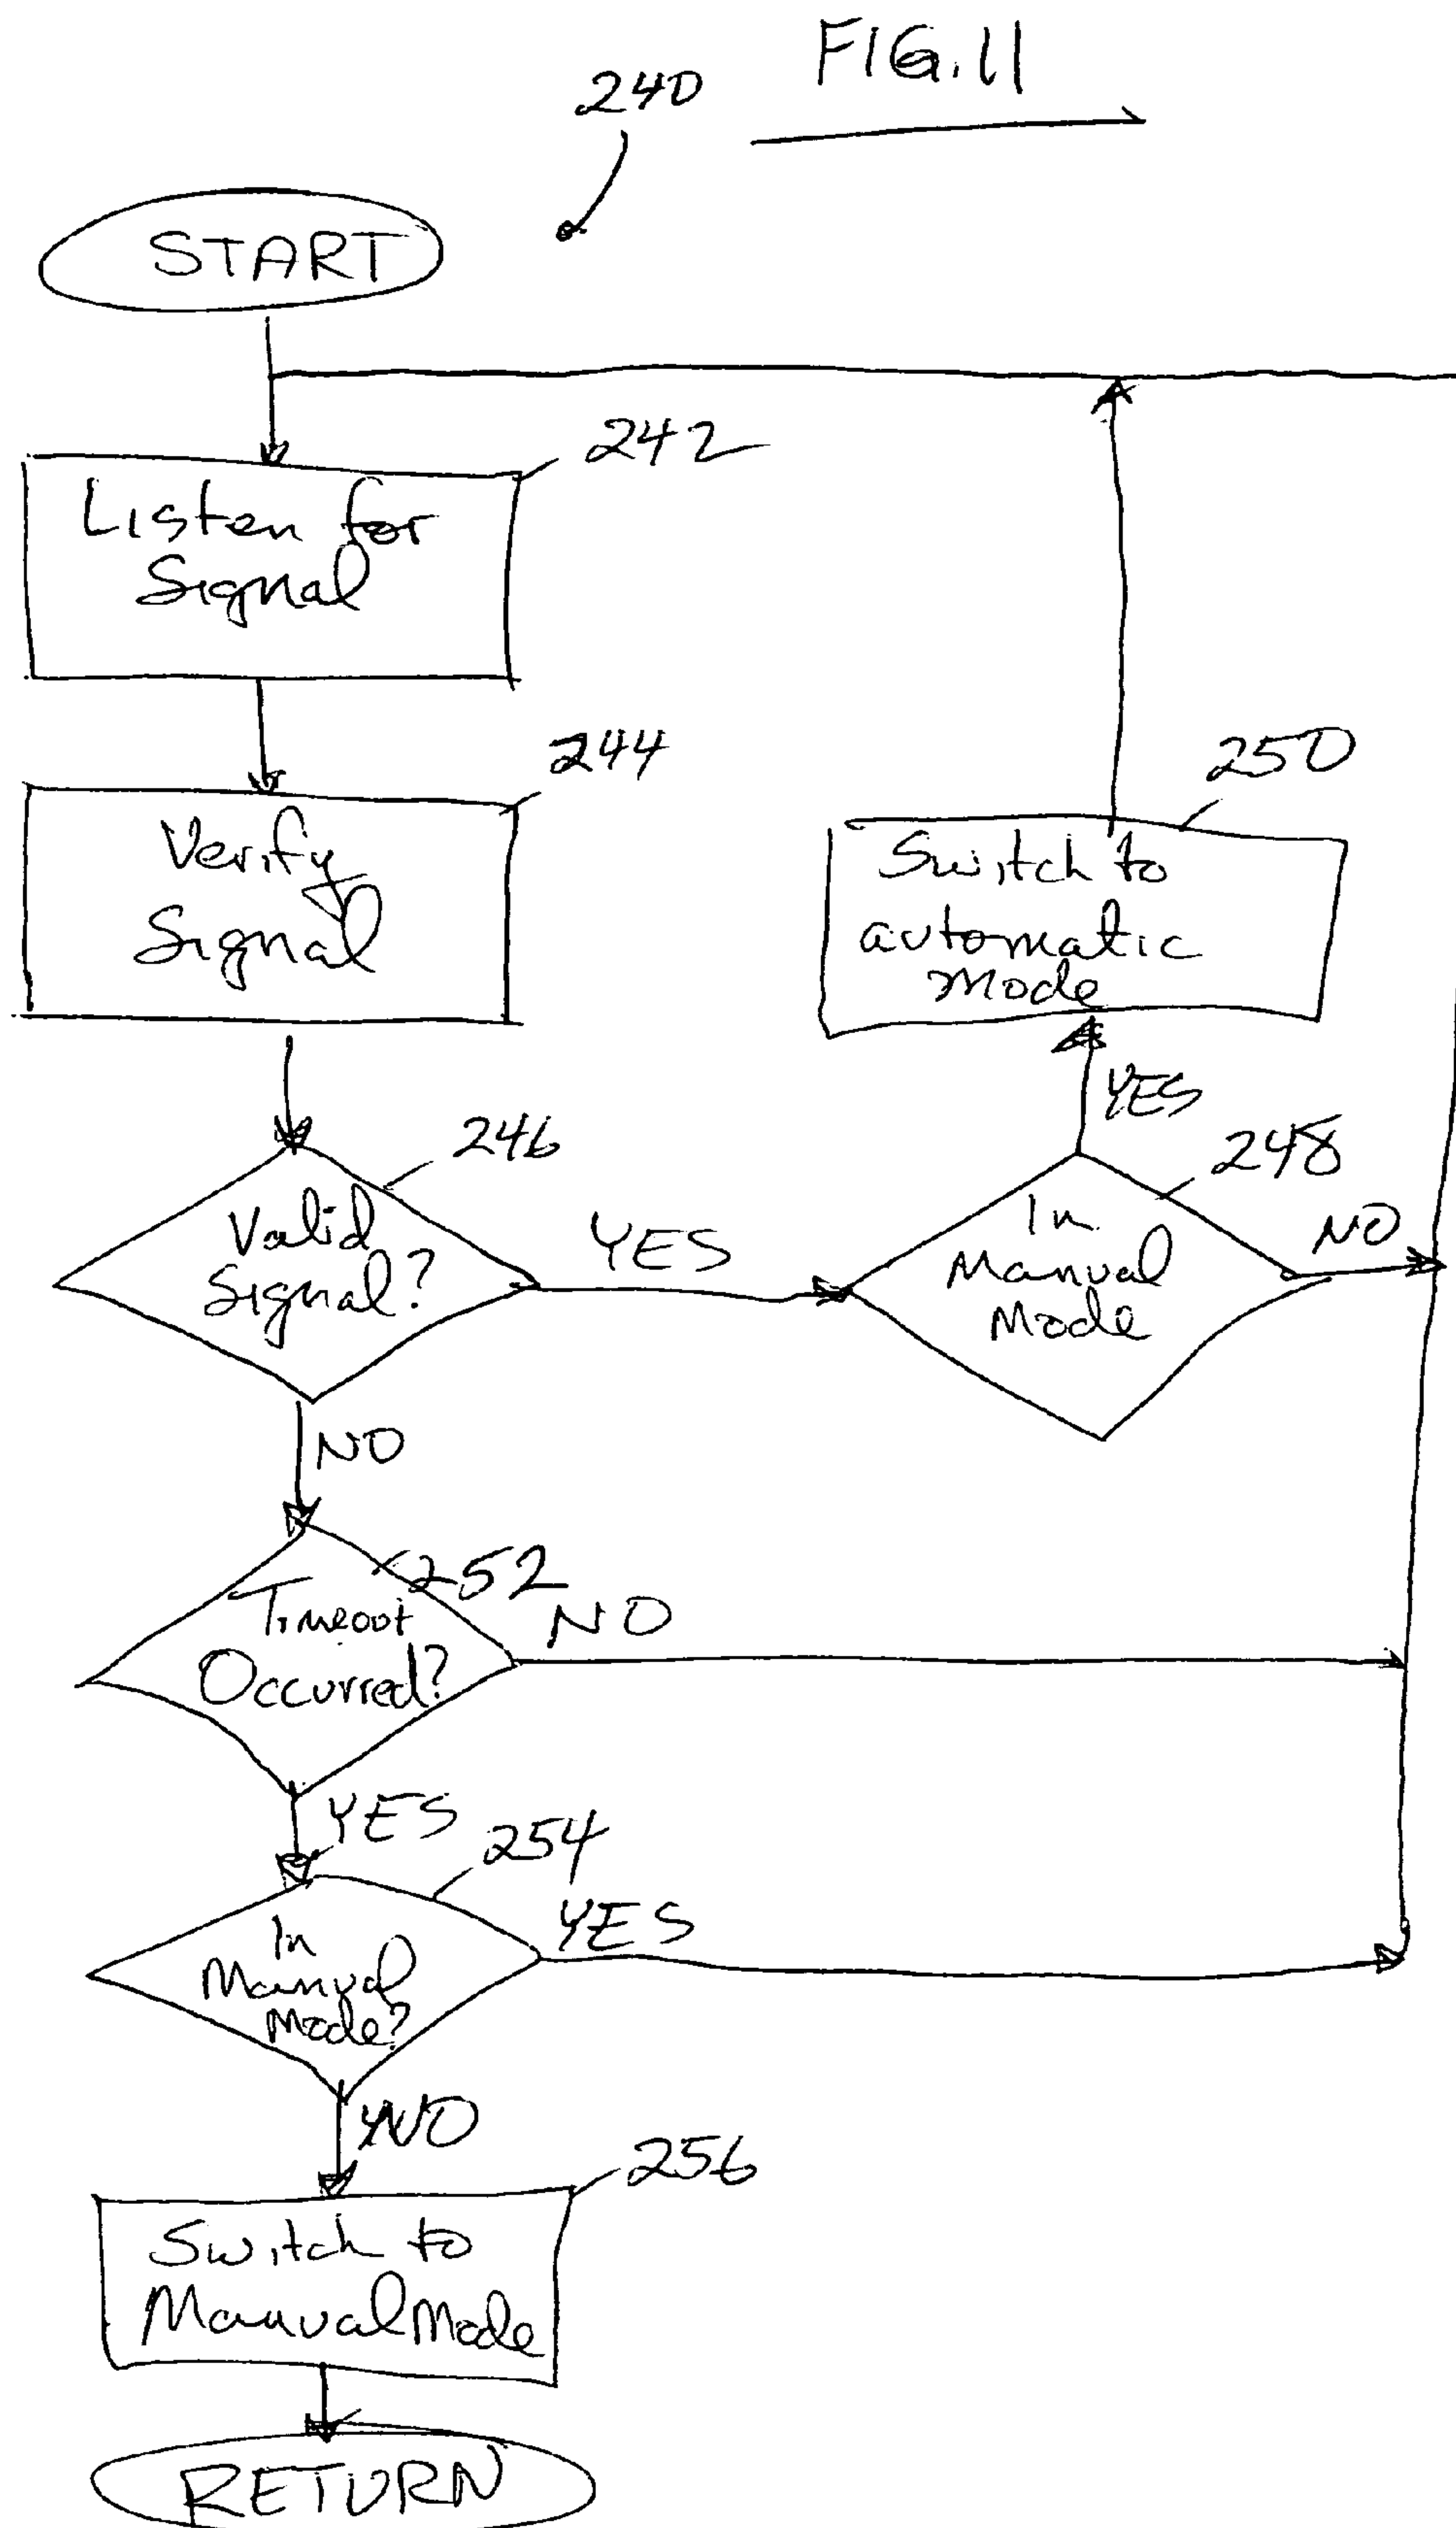 FIG. 11
240
START
242
Listen for
Signal
244
Verify
Signal
250
Switch to
automatic
Mode
YES
246
Valid
Signal?
YES
248
In
Manual
Mode
NO
NO
252
Timeout
Occurred?
NO
YES
254
In
Manual
Mode?
YES
NO
256
Switch to
Manual Mode
RETURN